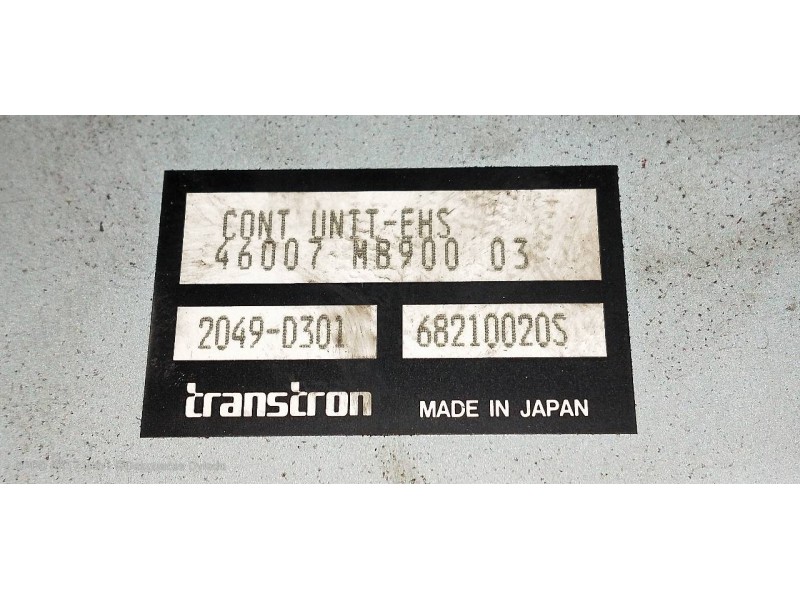 CONT UNIT-EHS
46007 MB900 03
2049-D301
68210020S
transtron
MADE IN JAPAN